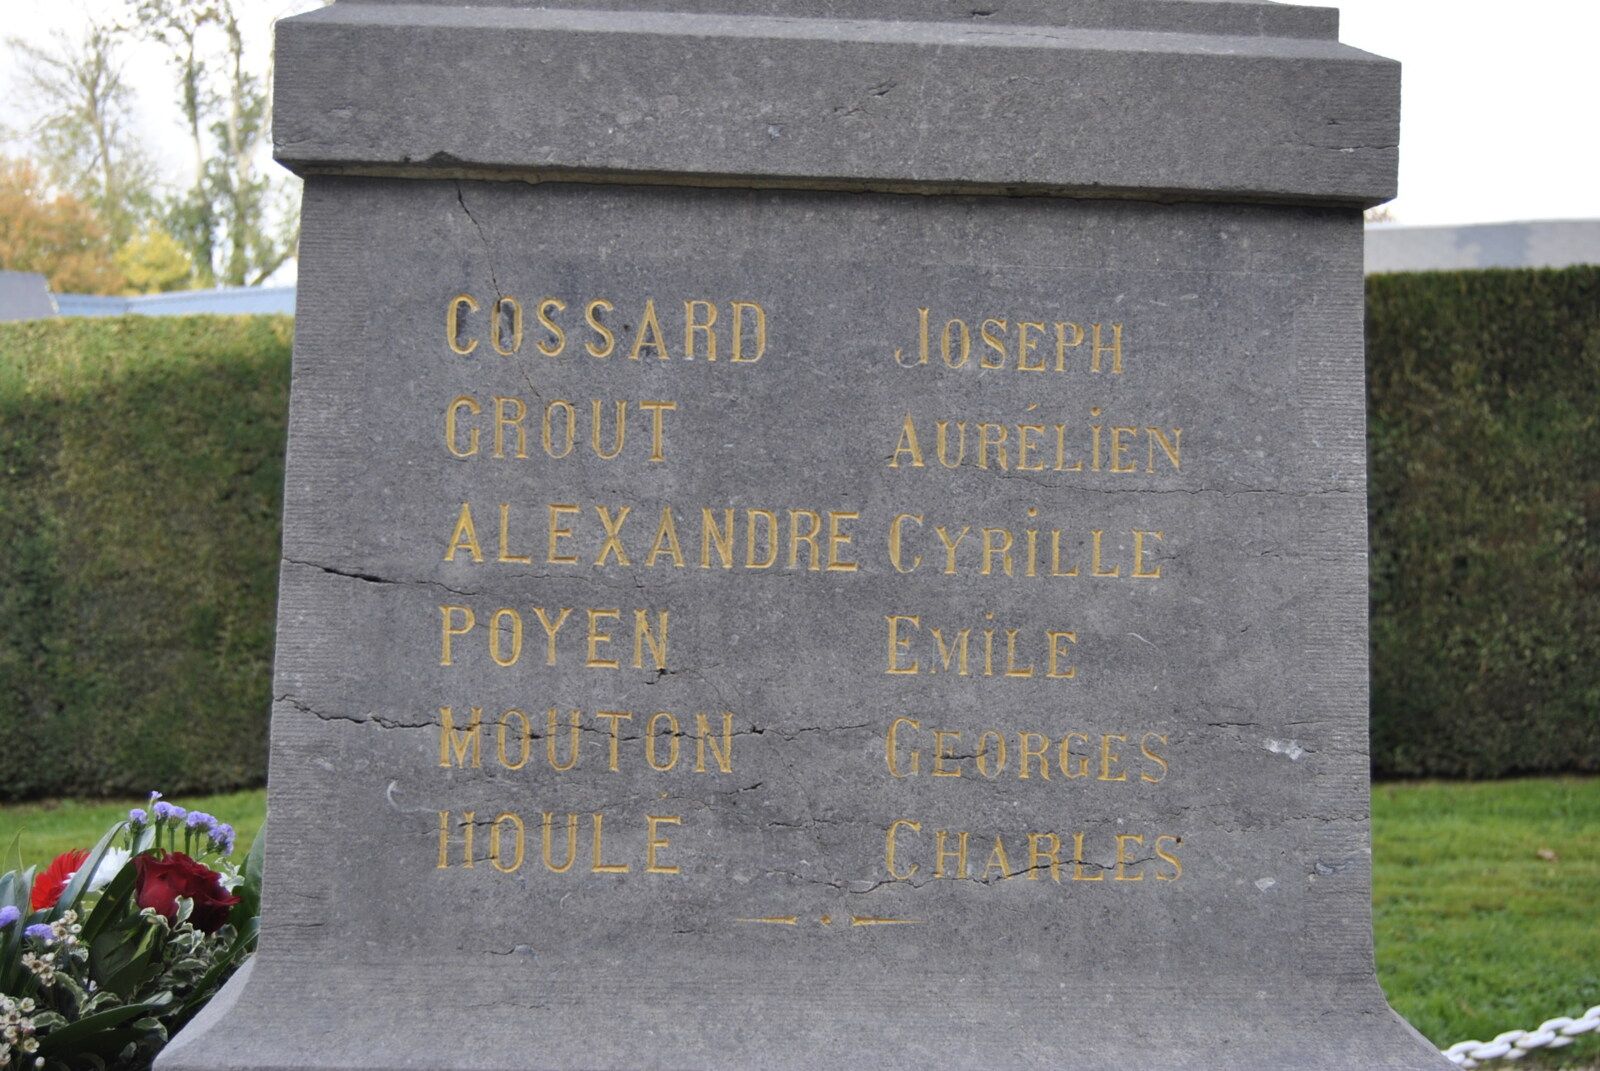 COSSARD JOSEPH
GROUT AURÉLIEN
ALEXANDRE CYRILLE
POYEN EMILE
MOUTON GEORGES
HOULÉ CHARLES